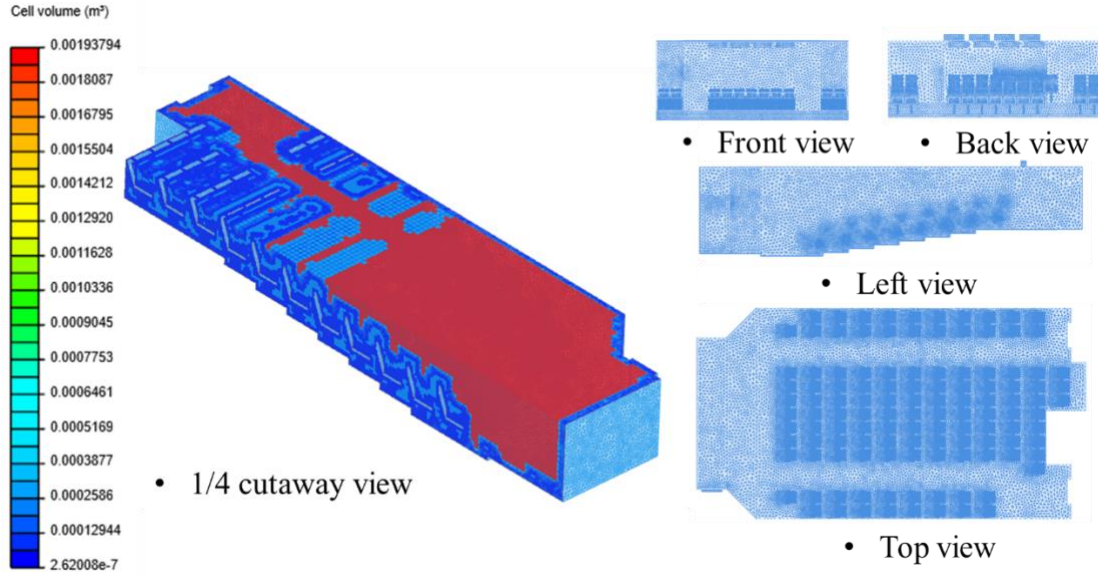 Cell volume (m³)
0.00193794
0.0018087
0.0016795
0.0015504
0.0014212
0.0012920
0.0011628
0.0010336
0.0009045
0.0007753
0.0006461
0.0005169
0.0003877
0.0002586
0.00012944
2.62008e-7
• 1/4 cutaway view
• Front view
• Back view
• Left view
• Top view